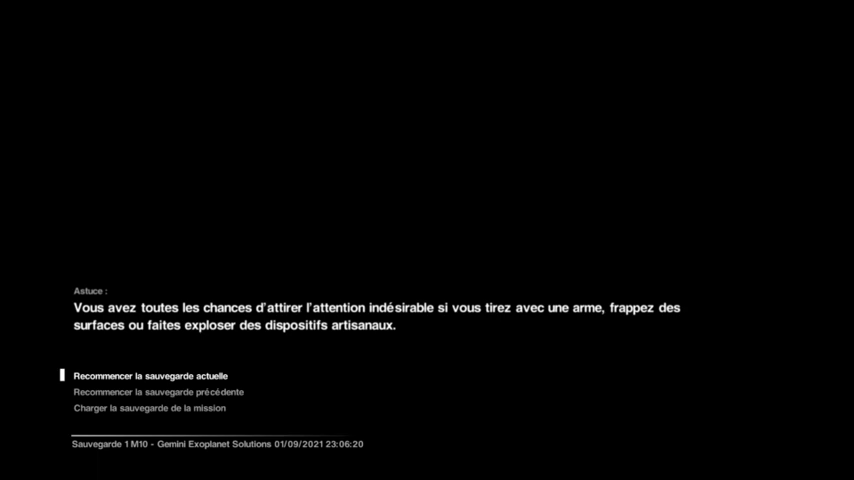 Astuce :
Vous avez toutes les chances d'attirer l'attention indésirable si vous tirez avec une arme, frappez des
surfaces ou faites exploser des dispositifs artisanaux.
Recommencer la sauvegarde actuelle
Recommencer la sauvegarde précédente
Charger la sauvegarde de la mission
Sauvegarde 1 M10 - Gemini Exoplanet Solutions 01/09/2021 23:06:20